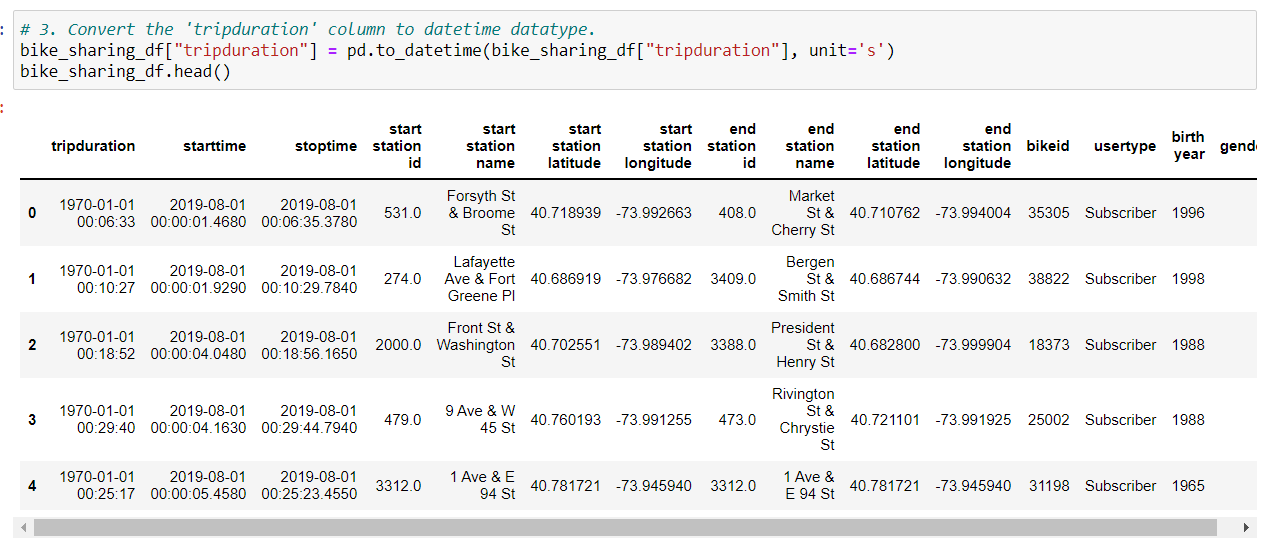 :
# 3. Convert the 'tripduration' column to datetime datatype.
bike_sharing_df["tripduration"] = pd.to_datetime(bike_sharing_df["tripduration"], unit='s')
bike_sharing_df.head()
:
tripduration starttime stoptime start station id start station name start station latitude start station longitude end station id end station name end station latitude end station longitude bikeid usertype birth year gend
0 1970-01-01 00:06:33 2019-08-01 00:00:01.4680 2019-08-01 00:06:35.3780 531.0 Forsyth St & Broome St 40.718939 -73.992663 408.0 Market St & Cherry St 40.710762 -73.994004 35305 Subscriber 1996
1 1970-01-01 00:10:27 2019-08-01 00:00:01.9290 2019-08-01 00:10:29.7840 274.0 Lafayette Ave & Fort Greene Pl 40.686919 -73.976682 3409.0 Bergen St & Smith St 40.686744 -73.990632 38822 Subscriber 1998
2 1970-01-01 00:18:52 2019-08-01 00:00:04.0480 2019-08-01 00:18:56.1650 2000.0 Front St & Washington St 40.702551 -73.989402 3388.0 President St & Henry St 40.682800 -73.999904 18373 Subscriber 1988
3 1970-01-01 00:29:40 2019-08-01 00:00:04.1630 2019-08-01 00:29:44.7940 479.0 9 Ave & W 45 St 40.760193 -73.991255 473.0 Rivington St & Chrystie St 40.721101 -73.991925 25002 Subscriber 1988
4 1970-01-01 00:25:17 2019-08-01 00:00:05.4580 2019-08-01 00:25:23.4550 3312.0 1 Ave & E 94 St 40.781721 -73.945940 3312.0 1 Ave & E 94 St 40.781721 -73.945940 31198 Subscriber 1965